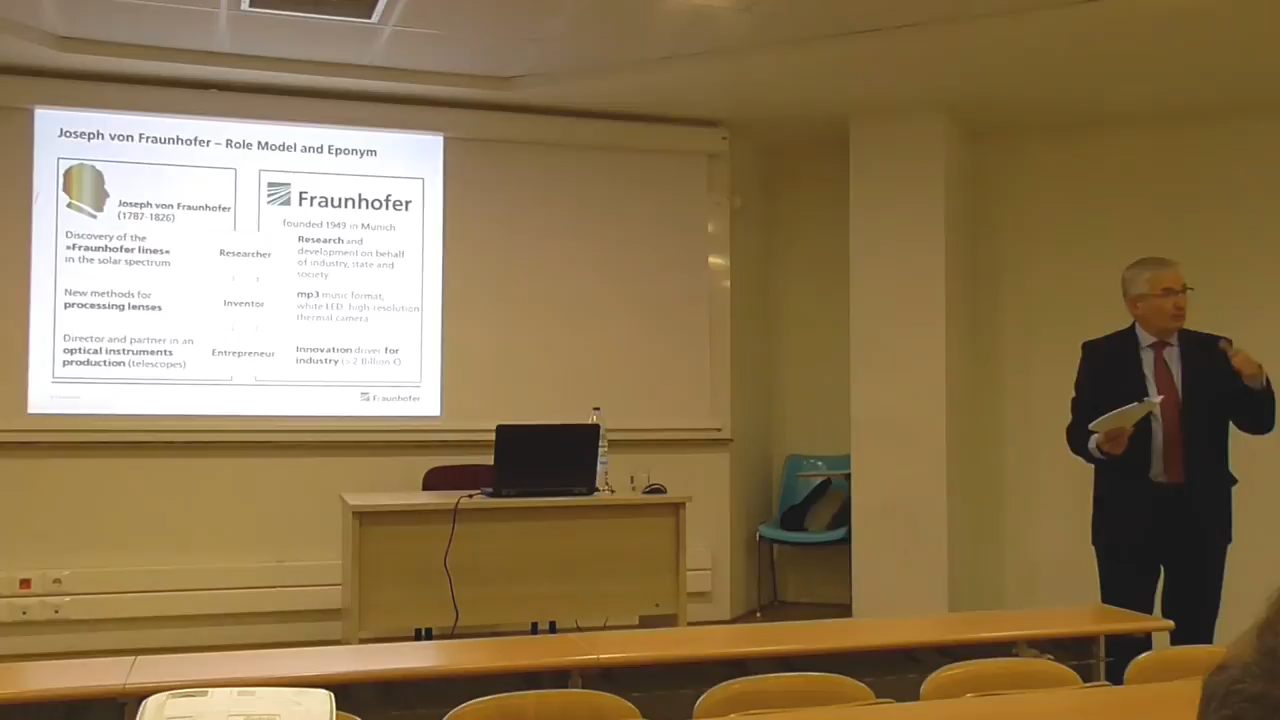 Joseph von Fraunhofer – Role Model and Eponym
Joseph von Fraunhofer
(1787-1826)
Discovery of the
»Fraunhofer lines«
in the solar spectrum
New methods for
processing lenses
Director and partner in an
optical instruments
production (telescopes)
Researcher
Inventor
Entrepreneur
Fraunhofer
founded 1949 in Munich
Research and
development on behalf
of industry, state and
society
mp3 music format,
white LED, high-resolution
thermal camera
Innovation driver for
industry (>2 Billion €)
Fraunhofer